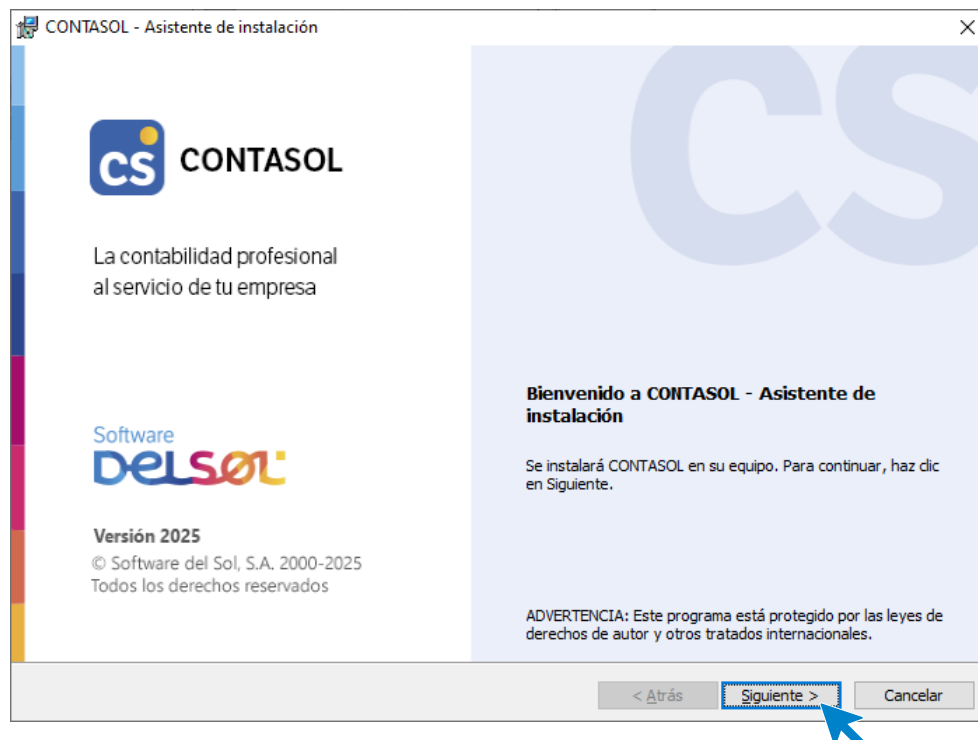 CONTASOL - Asistente de instalación
cs
cs CONTASOL
La contabilidad profesional
al servicio de tu empresa
Software
DELSOL
Versión 2025
© Software del Sol, S.A. 2000-2025
Todos los derechos reservados
Bienvenido a CONTASOL - Asistente de
instalación
Se instalará CONTASOL en su equipo. Para continuar, haz clic
en Siguiente.
ADVERTENCIA: Este programa está protegido por las leyes de
derechos de autor y otros tratados internacionales.
< Atrás Siguiente > Cancelar